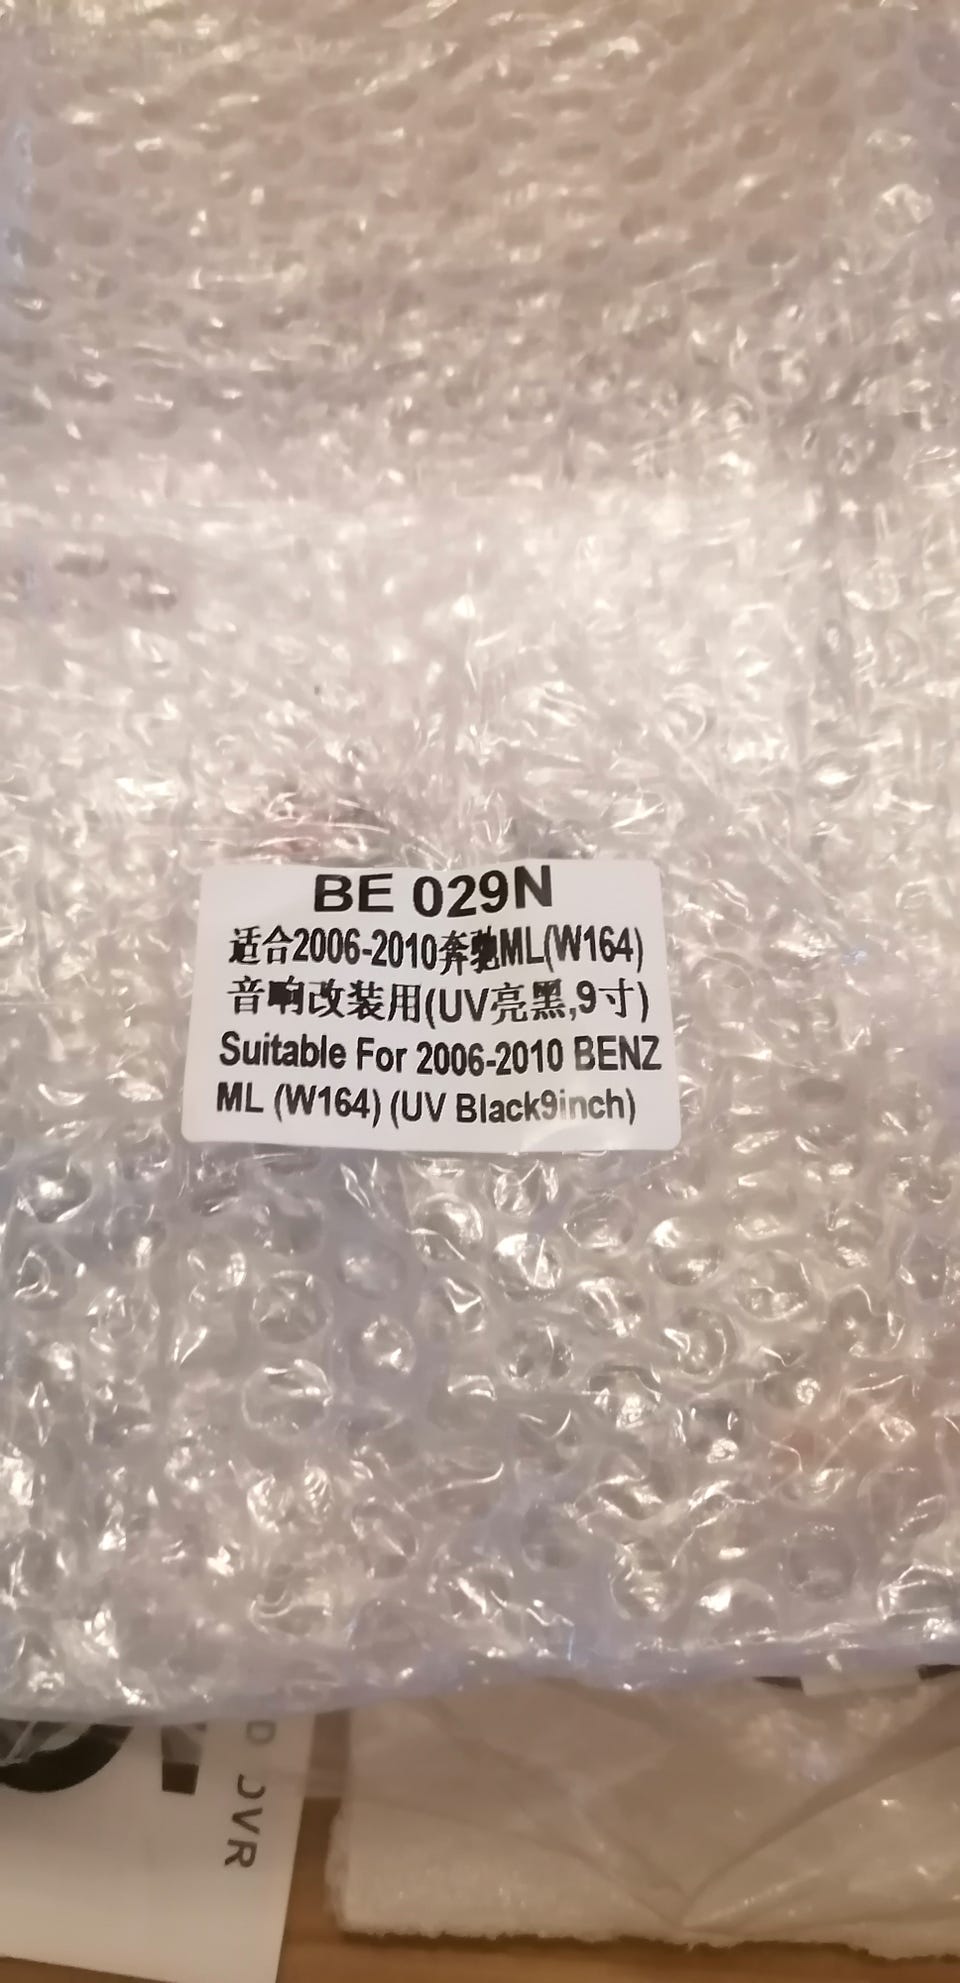 BE 029N
适合2006-2010奔驰ML(W164)
音响改装用(UV亮黑,9寸)
Suitable For 2006-2010 BENZ
ML (W164) (UV Black9inch)
D DVR